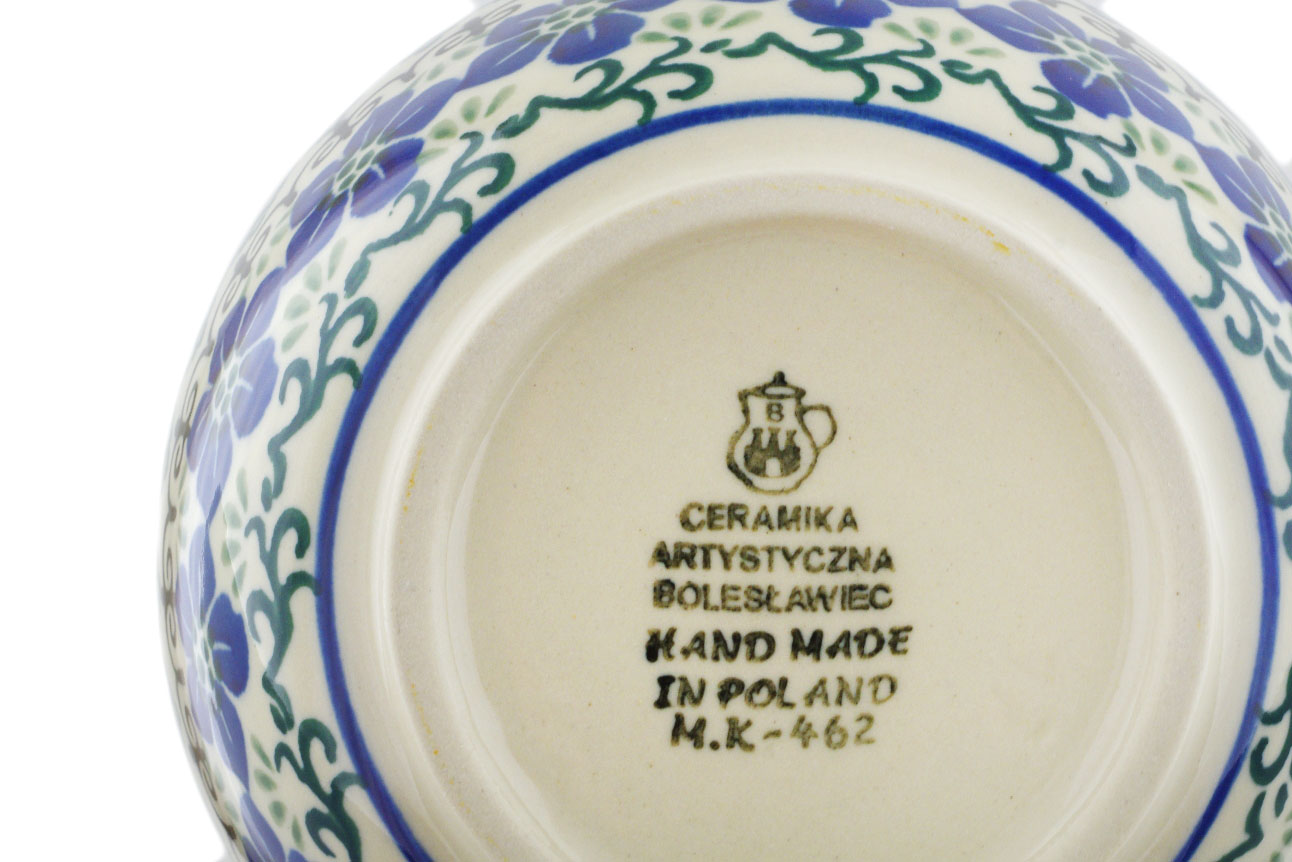 B
CERAMIKA
ARTYSTYCZNA
BOLESŁAWIEC
HAND MADE
IN POLAND
M.K-462